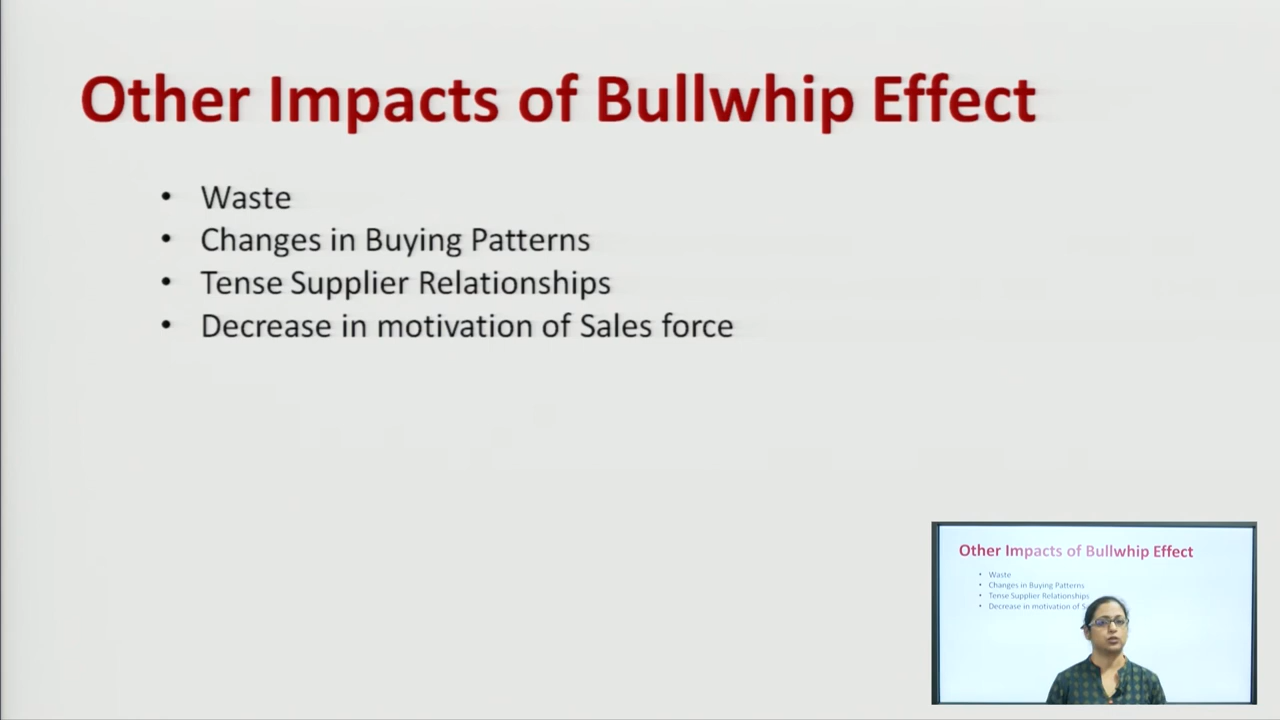 Other Impacts of Bullwhip Effect
• Waste
• Changes in Buying Patterns
• Tense Supplier Relationships
• Decrease in motivation of Sales force
Other Impacts of Bullwhip Effect
• Waste
• Changes in Buying Patterns
• Tense Supplier Relationships
• Decrease in motivation of